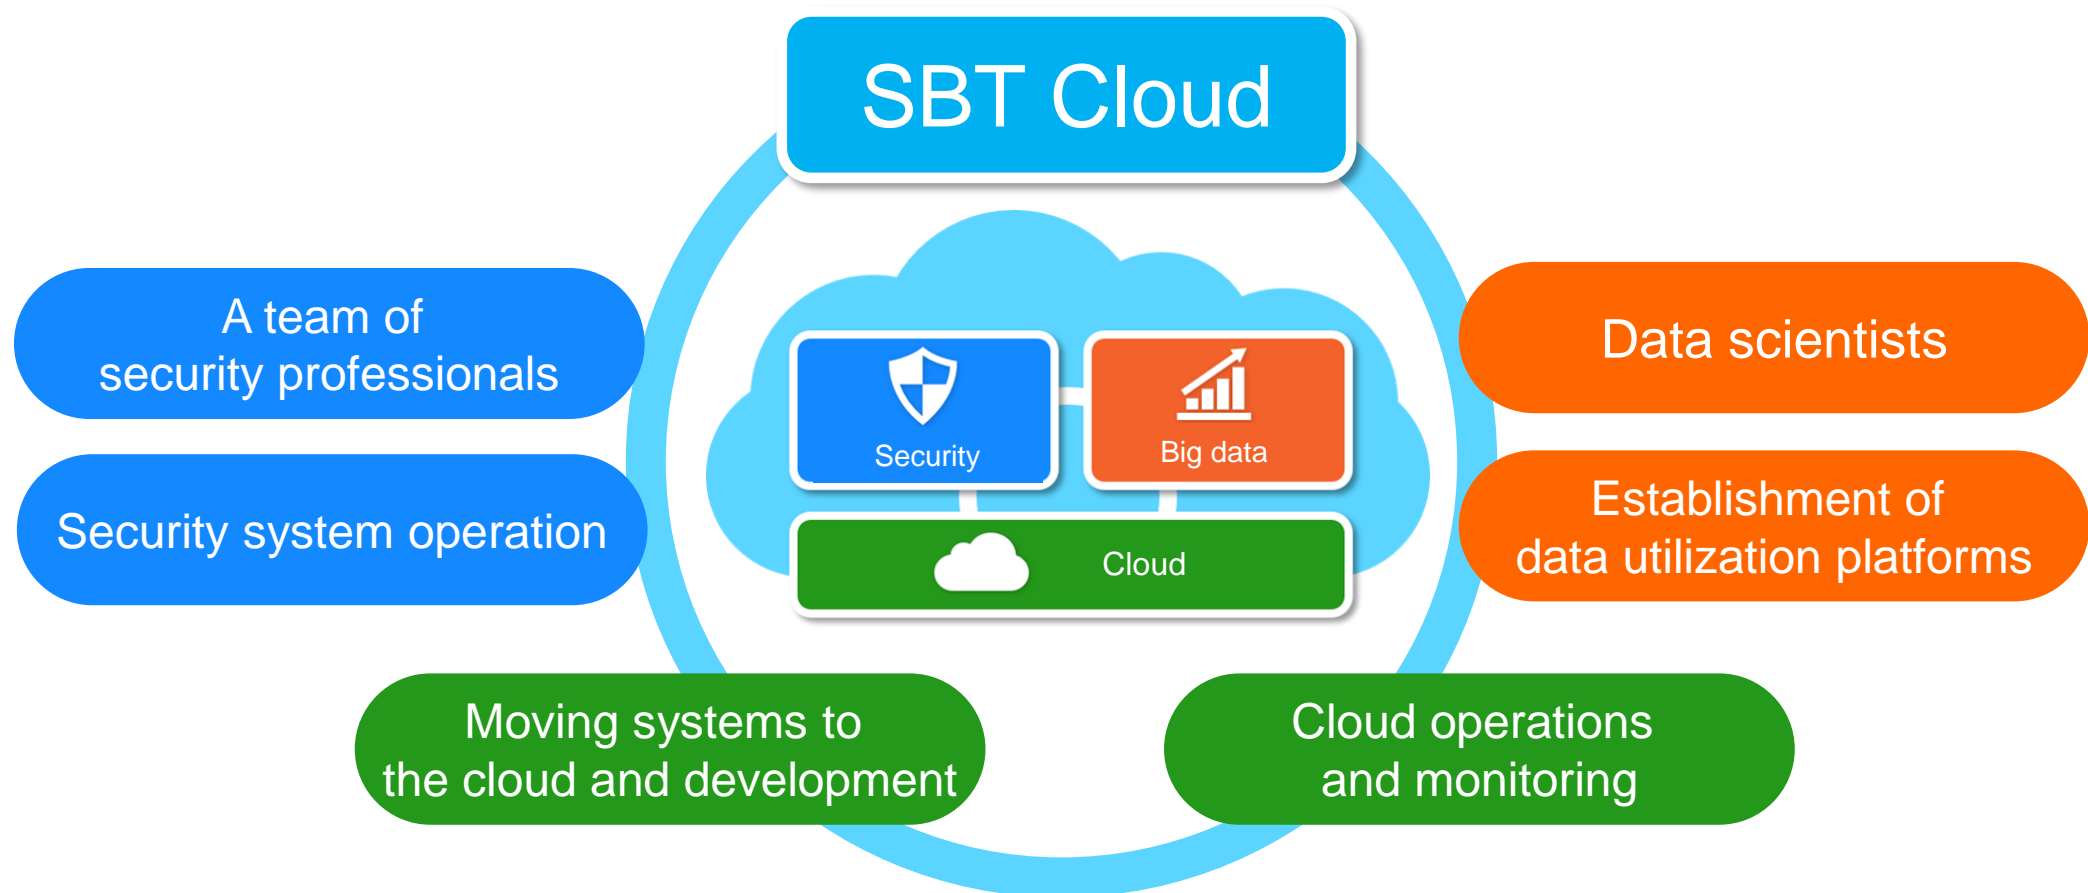 SBT Cloud
A team of
security professionals
Security system operation
Security
Big data
Cloud
Data scientists
Establishment of
data utilization platforms
Moving systems to
the cloud and development
Cloud operations
and monitoring